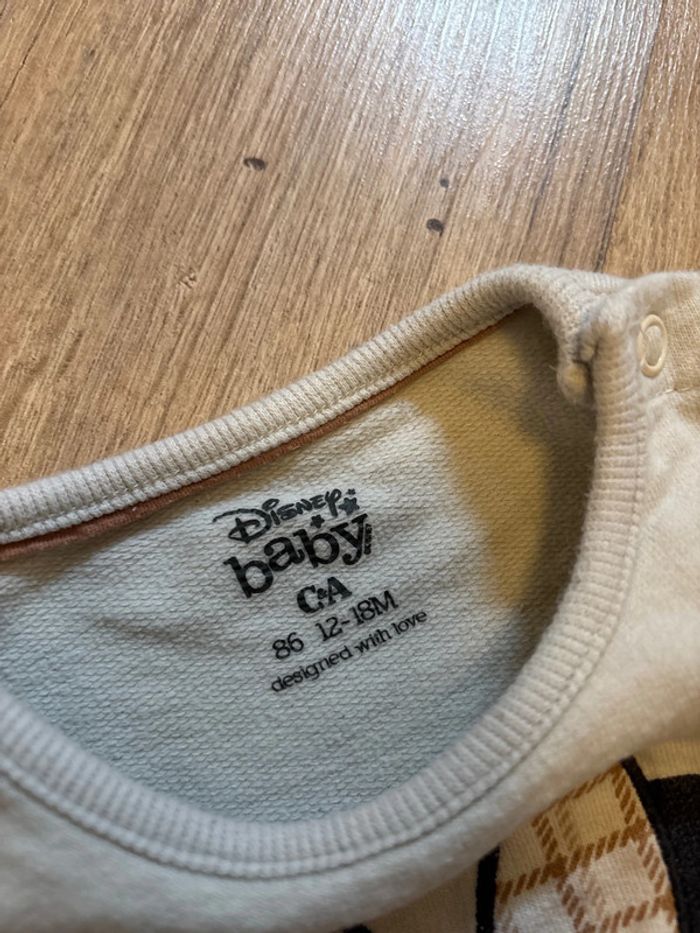 Disney
baby
C&A
86 12-18M
designed with love